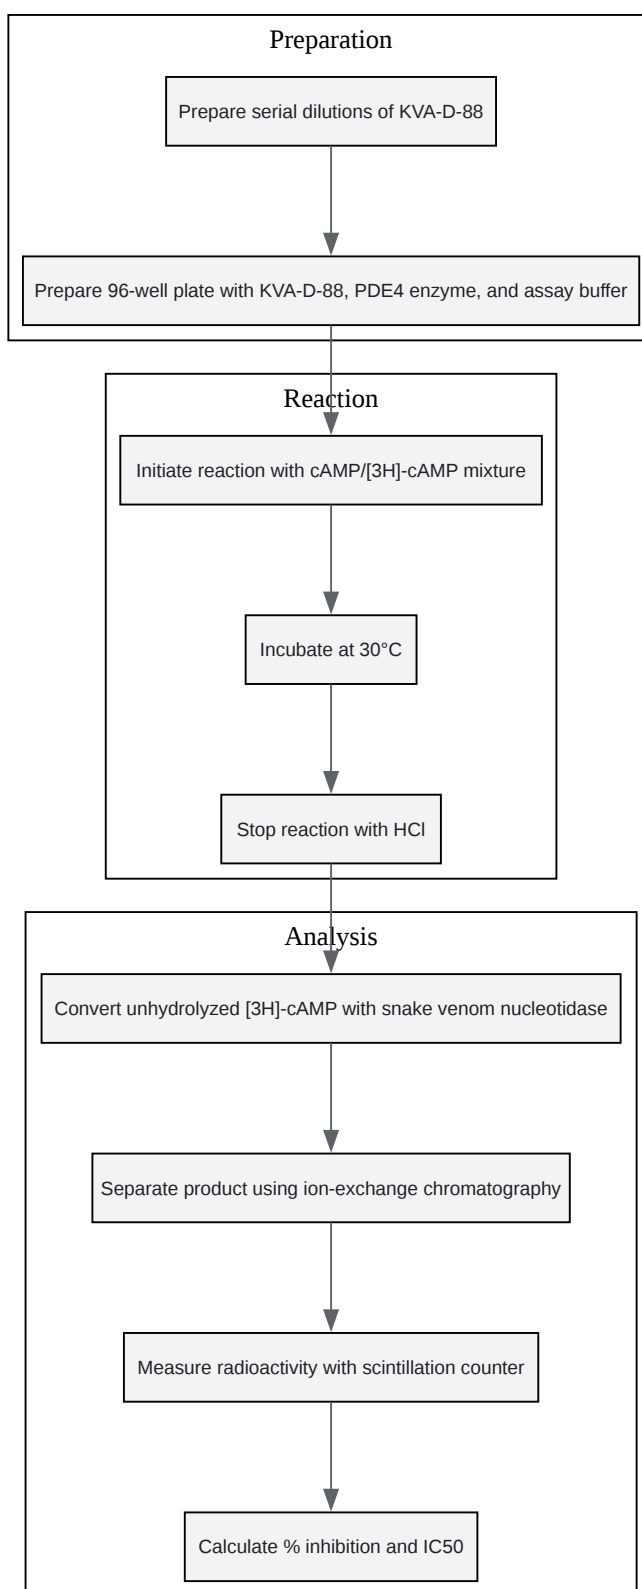 Preparation
Prepare serial dilutions of KVA-D-88
Prepare 96-well plate with KVA-D-88, PDE4 enzyme, and assay buffer
Reaction
Initiate reaction with cAMP/[3H]-cAMP mixture
Incubate at 30°C
Stop reaction with HCl
Analysis
Convert unhydrolyzed [3H]-cAMP with snake venom nucleotidase
Separate product using ion-exchange chromatography
Measure radioactivity with scintillation counter
Calculate % inhibition and IC50